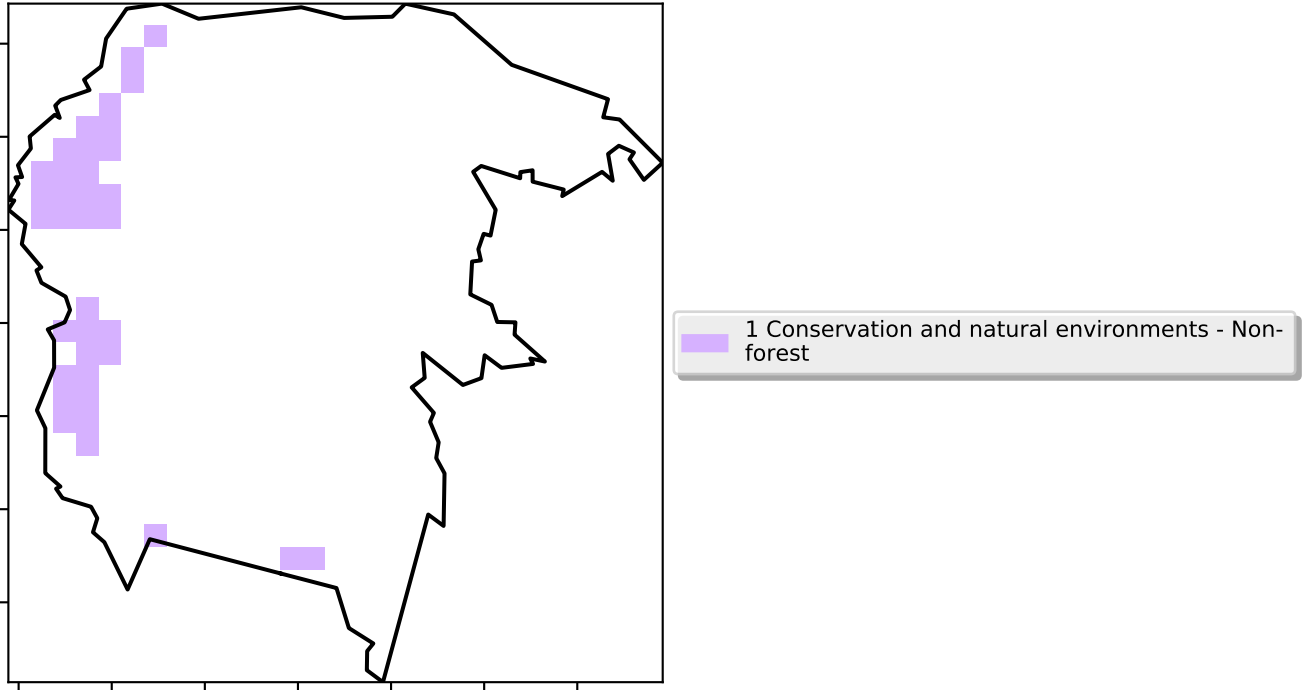 1 Conservation and natural environments - Non-
forest